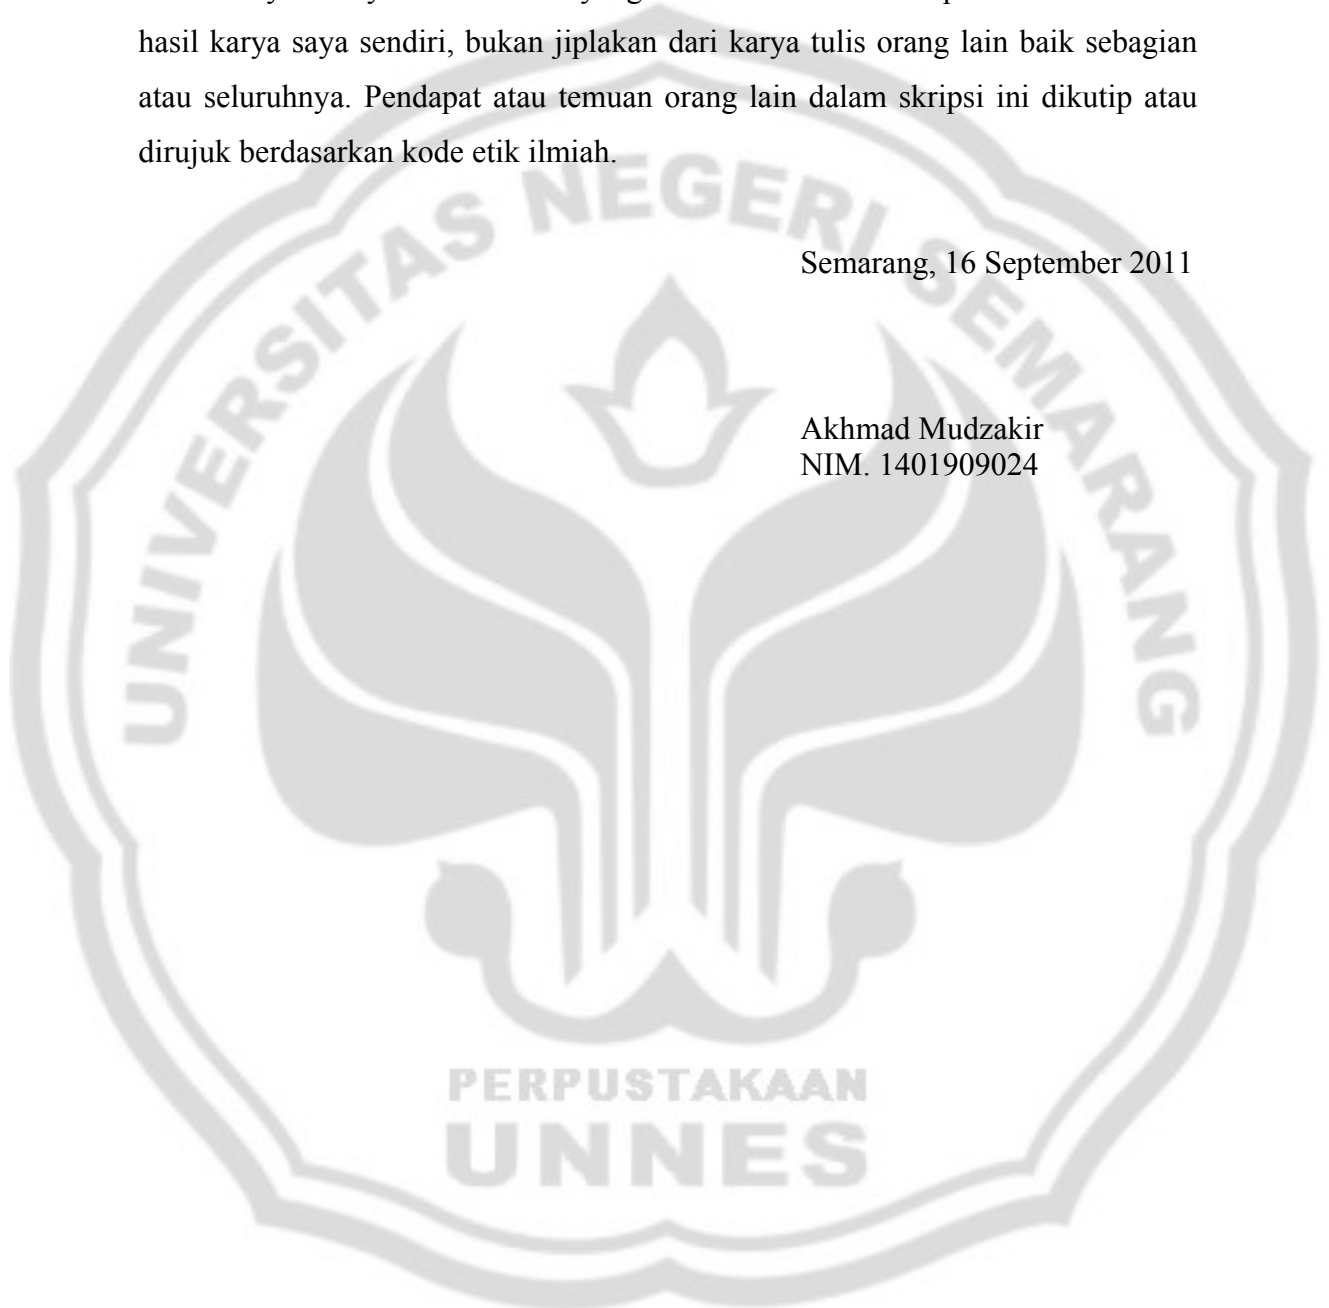 hasil karya saya sendiri, bukan jiplakan dari karya tulis orang lain baik sebagian
atau seluruhnya. Pendapat atau temuan orang lain dalam skripsi ini dikutip atau
dirujuk berdasarkan kode etik ilmiah.
UNIVERSITAS NEGERI SEMARANG
Semarang, 16 September 2011
Akhmad Mudzakir
NIM. 1401909024
PERPUSTAKAAN
UNNES